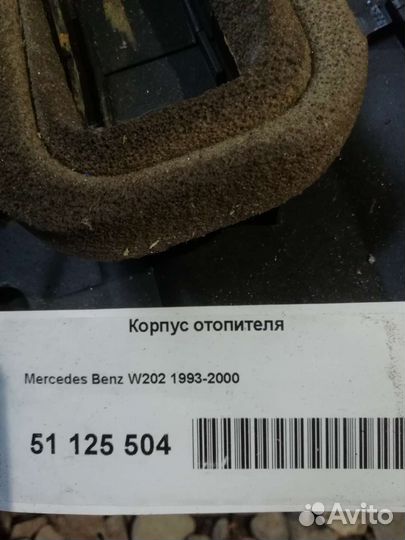 Корпус отопителя
Mercedes Benz W202 1993-2000
51 125 504
Avito